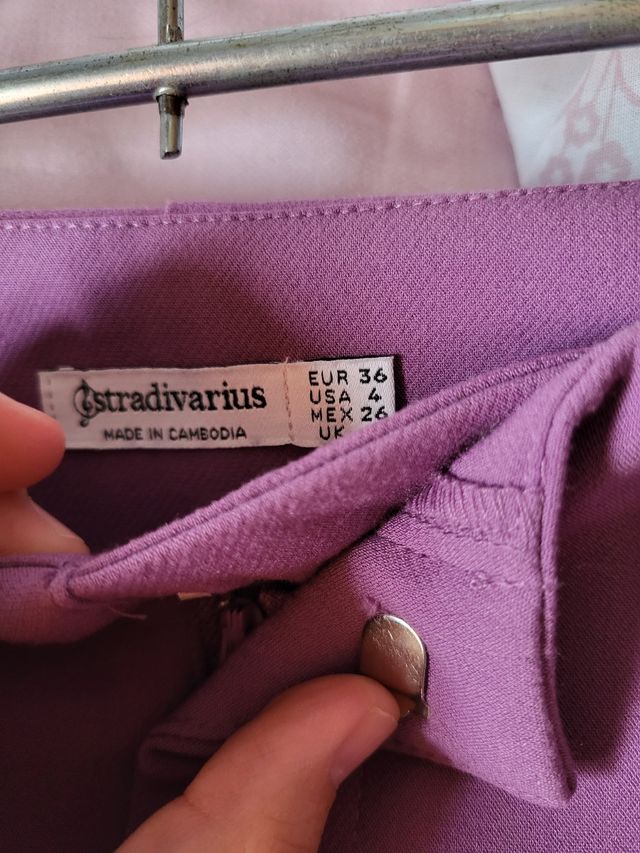 stradivarius
MADE IN CAMBODIA
EUR 36
USA 4
MEX 26
UK